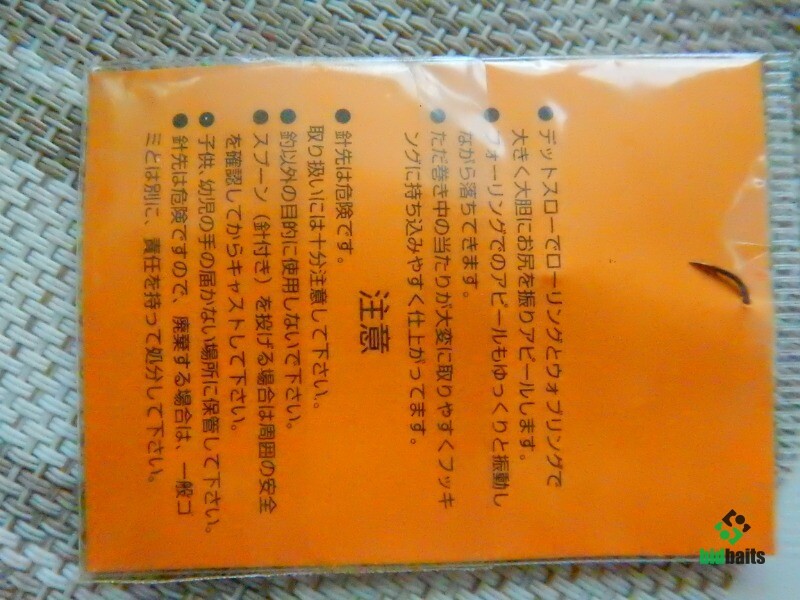 ●デットスローでローリングとウォブリングで
大きく大胆にお尻を振りアピールします。
●フォーリングでのアピールもゆっくりと振動し
ながら落ちてきます。
●ただ巻き中の当たりが大変に取りやすくフッキ
ングに持ち込みやすく仕上がってます。
注意
●針先は危険です。
取り扱いには十分注意して下さい。
●釣以外の目的に使用しないで下さい。
●スプーン（針付き）を投げる場合は周囲の安全
を確認してからキャストして下さい。
●子供、幼児の手の届かない場所に保管して下さい。
●針先は危険ですので、廃棄する場合は、一般ゴ
ミとは別に、責任を持って処分して下さい。
bidbaits